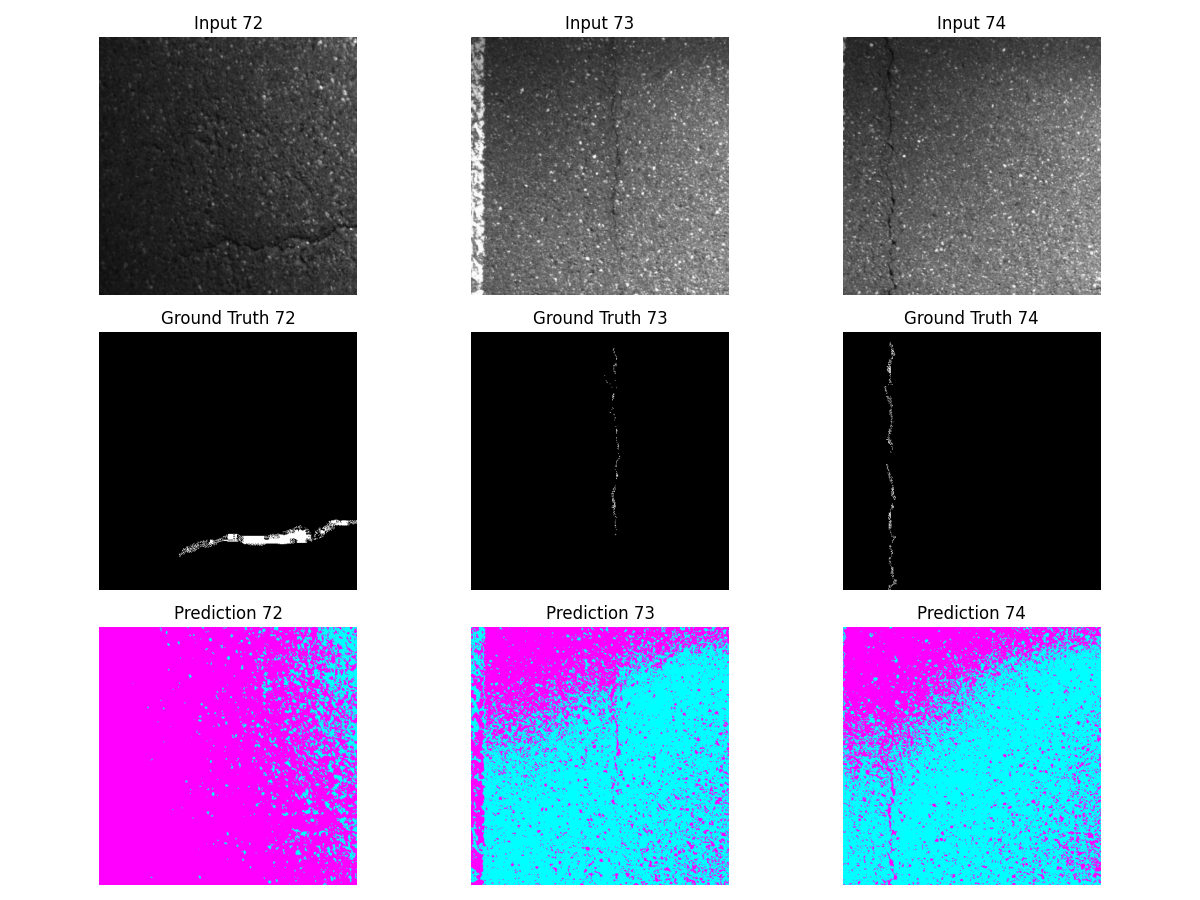 Input 72
Input 73
Input 74
Ground Truth 72
Ground Truth 73
Ground Truth 74
Prediction 72
Prediction 73
Prediction 74